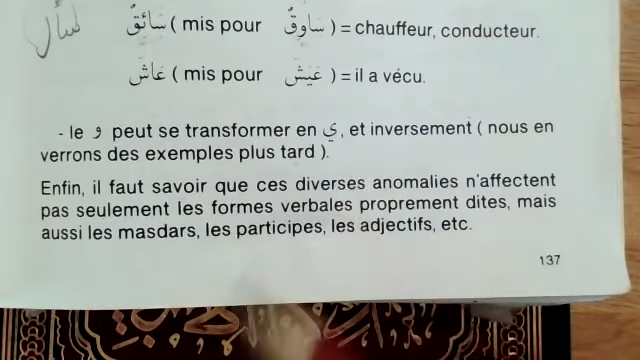 سأل
سَائقٌ ( mis pour سَاوِقٌ ) = chauffeur, conducteur.
عَاشَ ( mis pour عَيَشَ ) = il a vécu.
- le و peut se transformer en ي, et inversement ( nous en
verrons des exemples plus tard ).
Enfin, il faut savoir que ces diverses anomalies n'affectent
pas seulement les formes verbales proprement dites, mais
aussi les masdars, les participes, les adjectifs, etc.
137